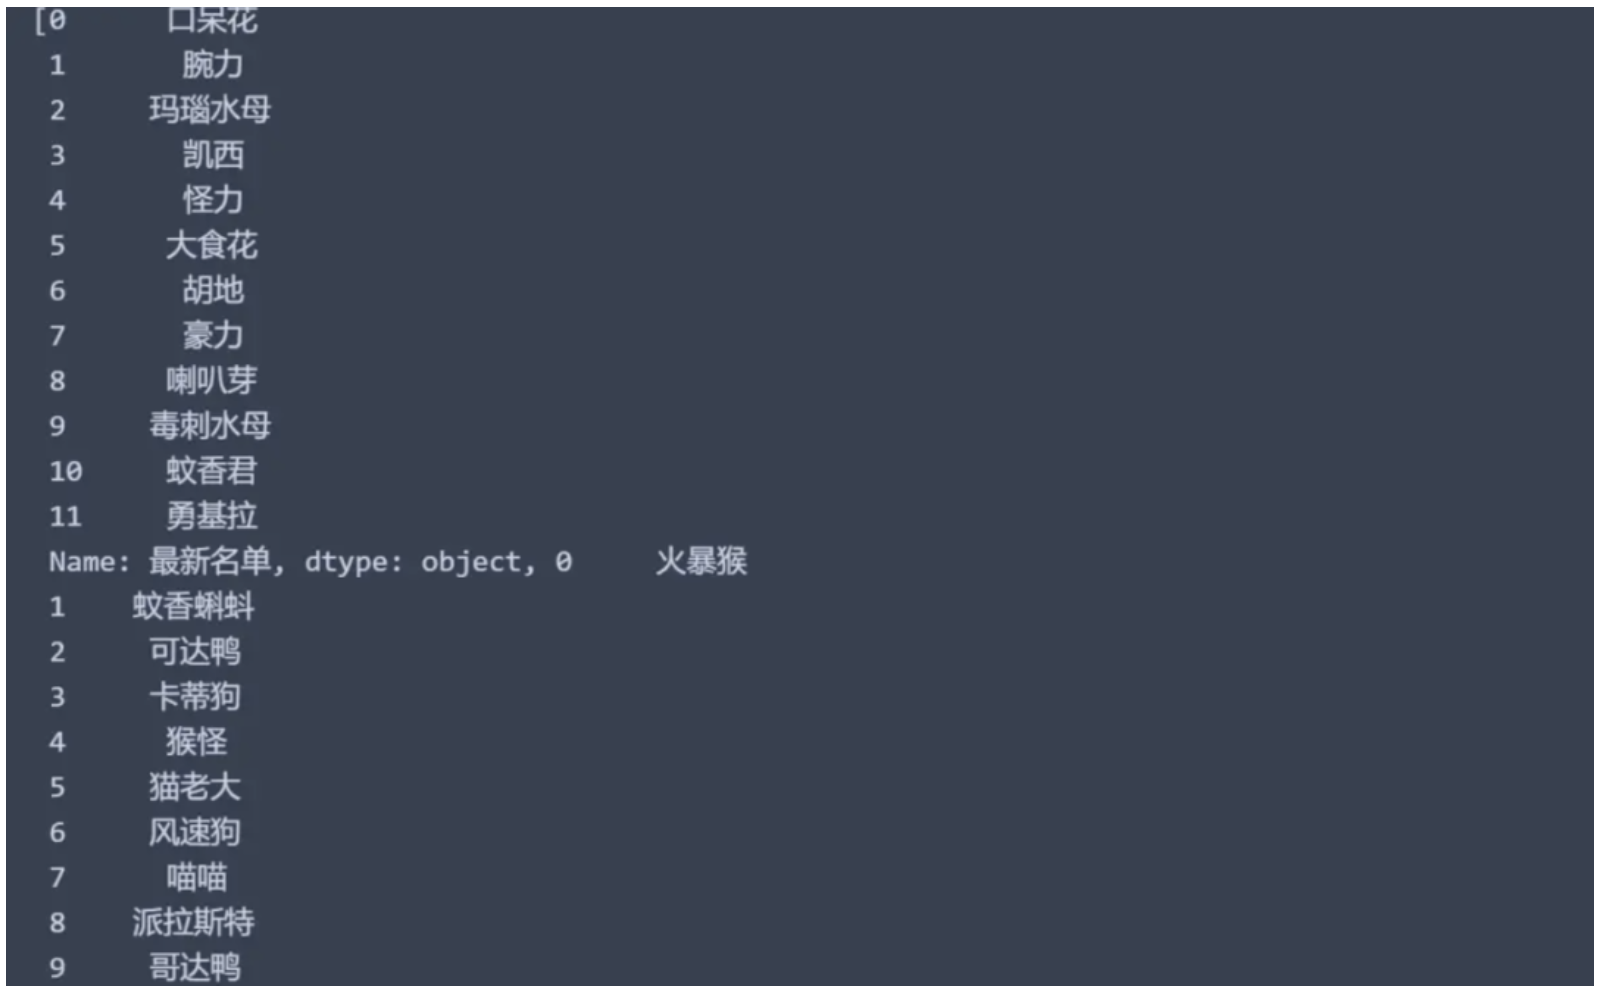 [0 口呆花
1 腕力
2 玛瑙水母
3 凯西
4 怪力
5 大食花
6 胡地
7 豪力
8 喇叭芽
9 毒刺水母
10 蚊香君
11 勇基拉
Name: 最新名单, dtype: object, 0 火暴猴
1 蚊香蝌蚪
2 可达鸭
3 卡蒂狗
4 猴怪
5 猫老大
6 风速狗
7 喵喵
8 派拉斯特
9 哥达鸭